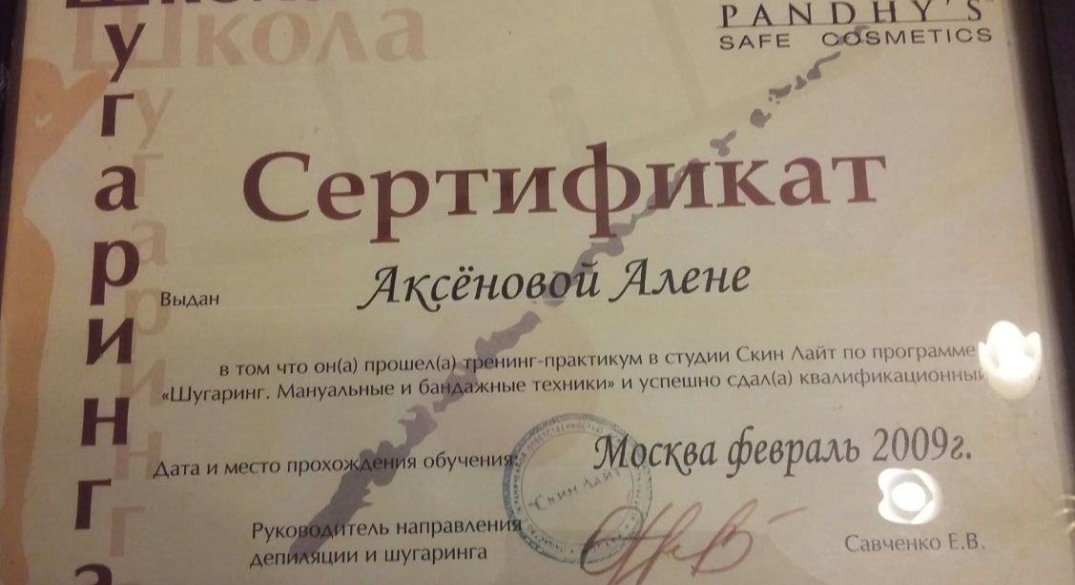 Школа
PANDHY'S
SAFE COSMETICS
Шугаринга
Сертификат
Выдан Аксёновой Алене
в том что он(а) прошел(а) тренинг-практикум в студии Скин Лайт по программе
«Шугаринг. Мануальные и бандажные техники» и успешно сдал(а) квалификационный
Дата и место прохождения обучения: Москва февраль 2009г.
Скин Лайт
Руководитель направления
депиляции и шугаринга
Савченко Е.В.